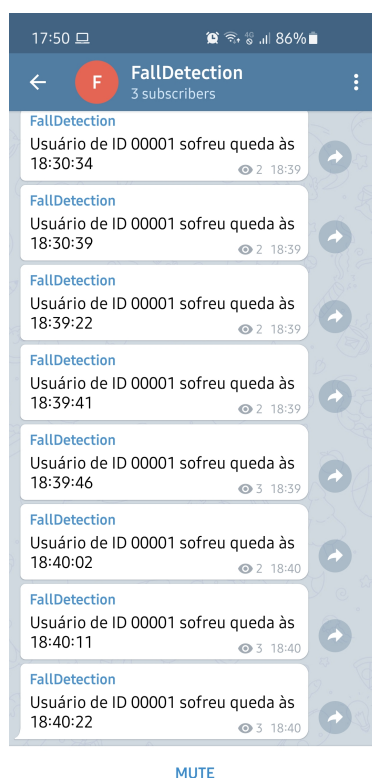 17:50 4G 86%
F FallDetection
3 subscribers
FallDetection
Usuário de ID 00001 sofreu queda às
18:30:34
2 18:39
FallDetection
Usuário de ID 00001 sofreu queda às
18:30:39
2 18:39
FallDetection
Usuário de ID 00001 sofreu queda às
18:39:22
2 18:39
FallDetection
Usuário de ID 00001 sofreu queda às
18:39:41
2 18:39
FallDetection
Usuário de ID 00001 sofreu queda às
18:39:46
3 18:39
FallDetection
Usuário de ID 00001 sofreu queda às
18:40:02
2 18:40
FallDetection
Usuário de ID 00001 sofreu queda às
18:40:11
3 18:40
FallDetection
Usuário de ID 00001 sofreu queda às
18:40:22
3 18:40
MUTE